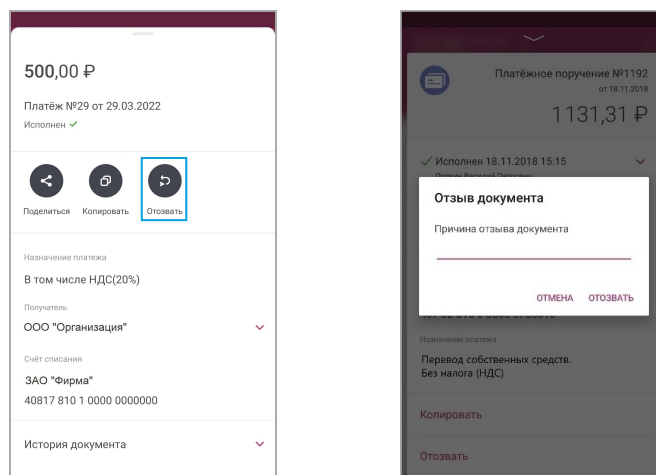 500,00 ₽
Платёж №29 от 29.03.2022
Исполнен
Поделиться Копировать Отозвать
Назначение платежа
В том числе НДС(20%)
Получатель
ООО "Организация"
Счёт списания
ЗАО "Фирма"
40817 810 1 0000 0000000
История документа
Платёжное поручение №1192
от 18.11.2018
1 131,31 ₽
Исполнен 18.11.2018 15:15
Отзыв документа
Причина отзыва документа
ОТМЕНА ОТОЗВАТЬ
Назначение платежа
Перевод собственных средств.
Без налога (НДС)
Копировать
Отозвать